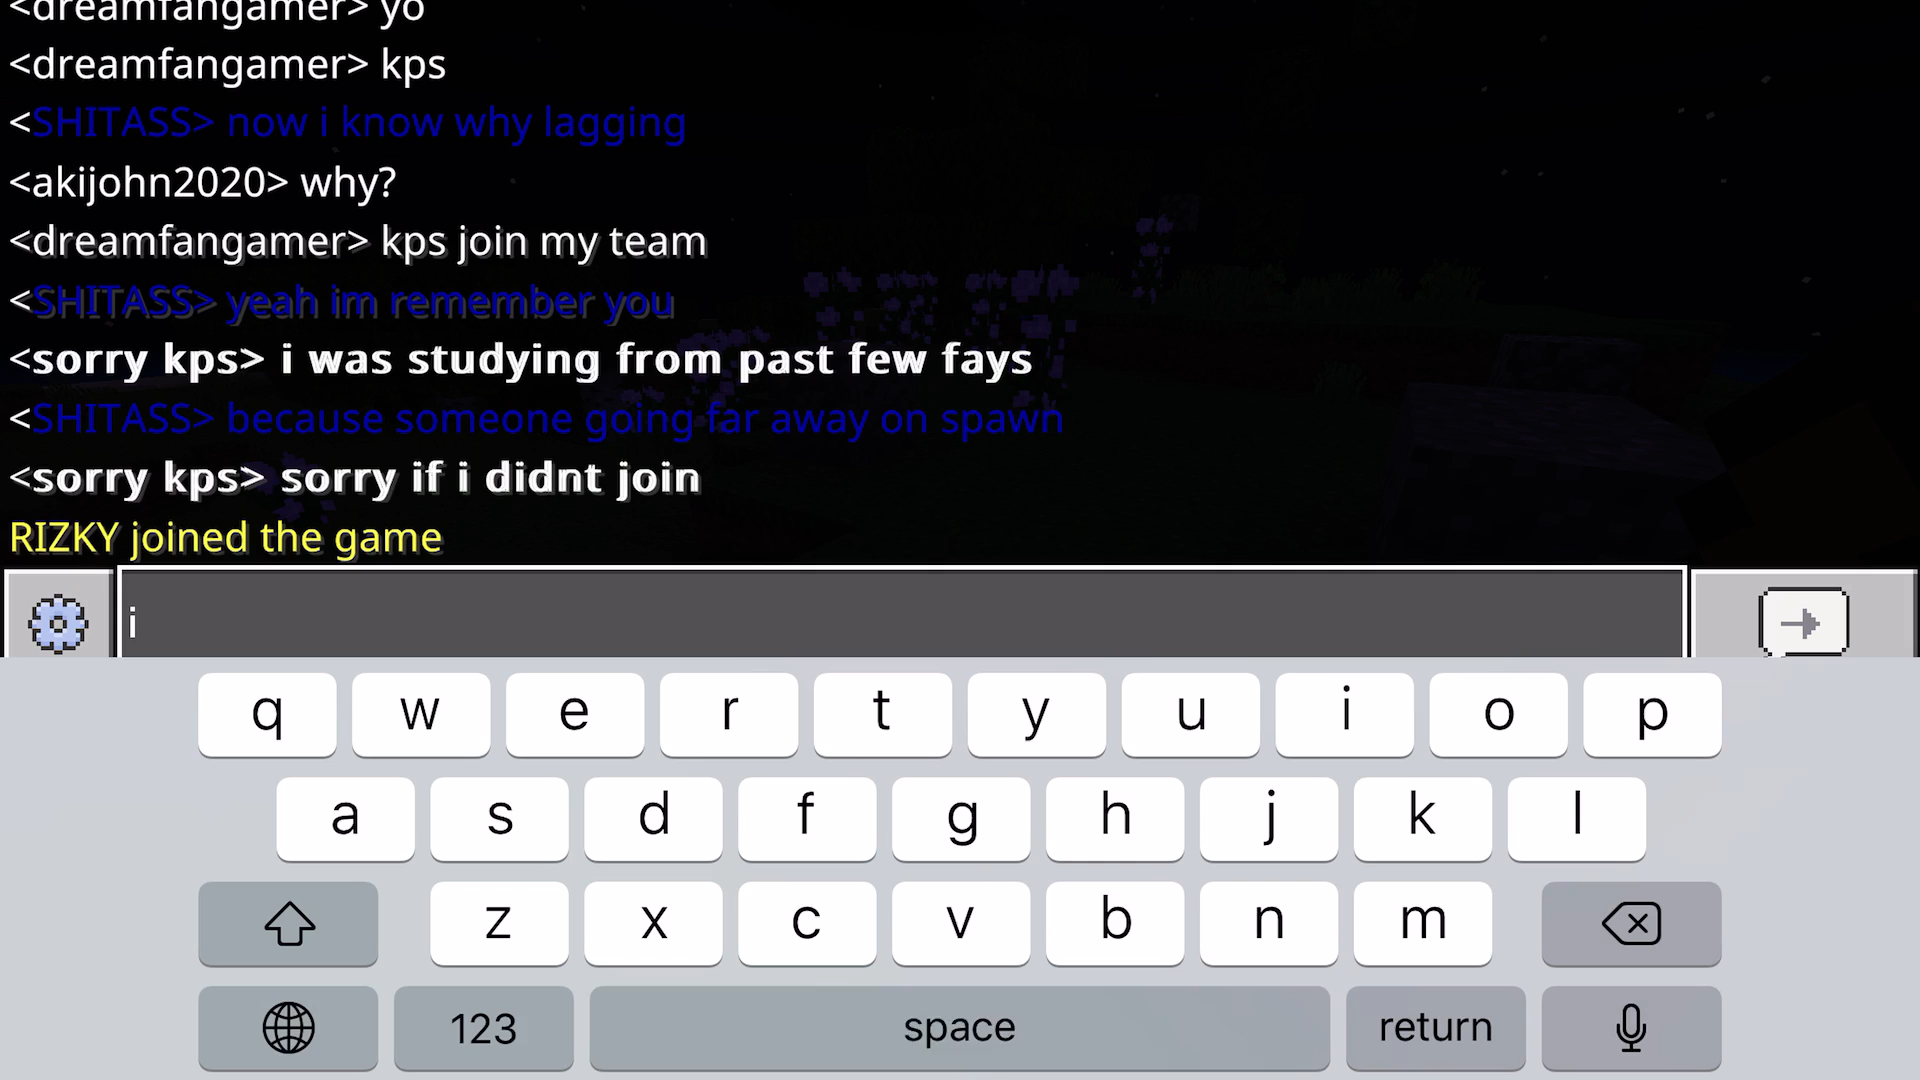 <dreamfangamer> yo
<dreamfangamer> kps
<SHITASS> now i know why lagging
<akijohn2020> why?
<dreamfangamer> kps join my team
<SHITASS> yeah im remember you
<sorry kps> i was studying from past few fays
<SHITASS> because someone going far away on spawn
<sorry kps> sorry if i didnt join
RIZKY joined the game
i
q w e r t y u i o p
a s d f g h j k l
z x c v b n m
123 space return